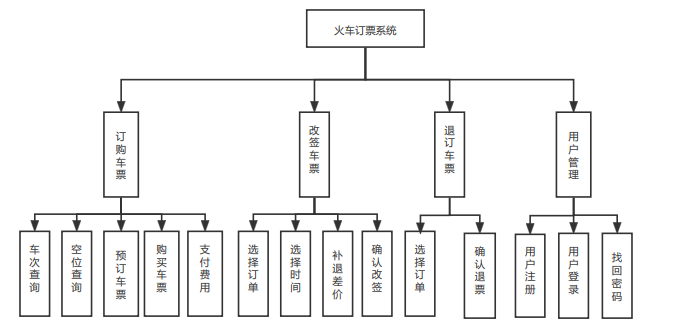 火车订票系统
订购车票
改签车票
退订车票
用户管理
车次查询
空位查询
预订车票
购买车票
支付费用
选择订单
选择时间
补退差价
确认改签
选择订单
确认退票
用户注册
用户登录
找回密码